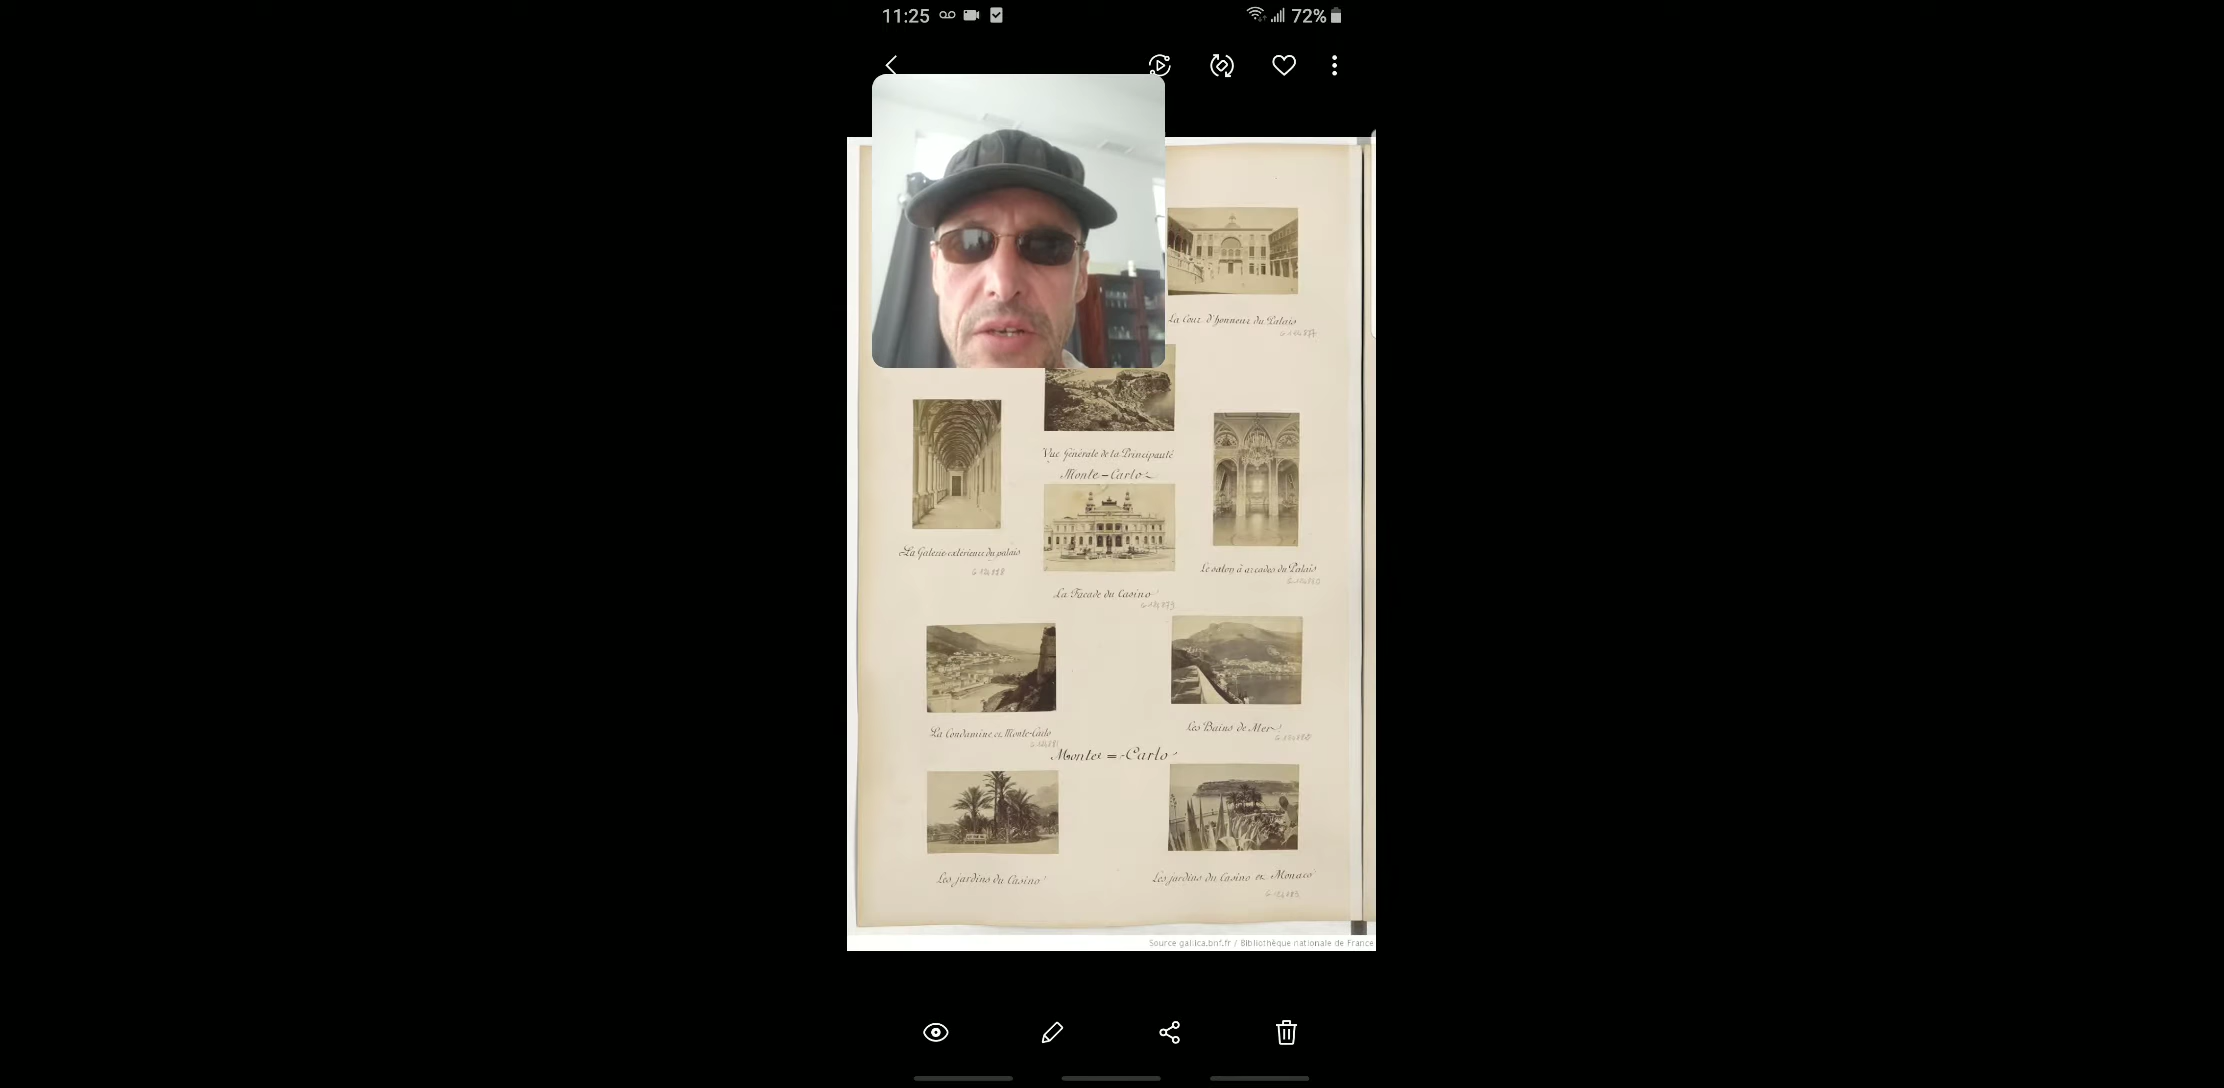 11:25
72%
La Cour d'honneur du Palais
Vue Générale de la Principauté
Monte-Carlo
La Galerie extérieure du palais
Le salon à arcades du Palais
La Façade du Casino
La Condamine et Monte-Carlo
Les Bains de Mer
Monte=Carlo
Les jardins du Casino
Les jardins du Casino et Monaco
Source gallica.bnf.fr / Bibliothèque nationale de France